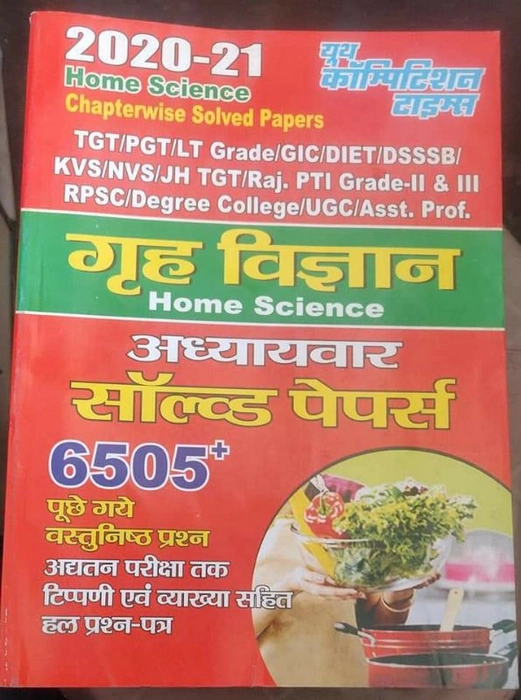 2020-21
Home Science
Chapterwise Solved Papers
यूथ
कॉम्पिटिशन
टाइम्स
TGT/PGT/LT Grade/GIC/DIET/DSSSB/
KVS/NVS/JH TGT/Raj. PTI Grade-II & III
RPSC/Degree College/UGC/Asst. Prof.
गृह विज्ञान
Home Science
अध्यायवार
सॉल्व्ड पेपर्स
6505+
पूछे गये
वस्तुनिष्ठ प्रश्न
अद्यतन परीक्षा तक
टिप्पणी एवं व्याख्या सहित
हल प्रश्न-पत्र